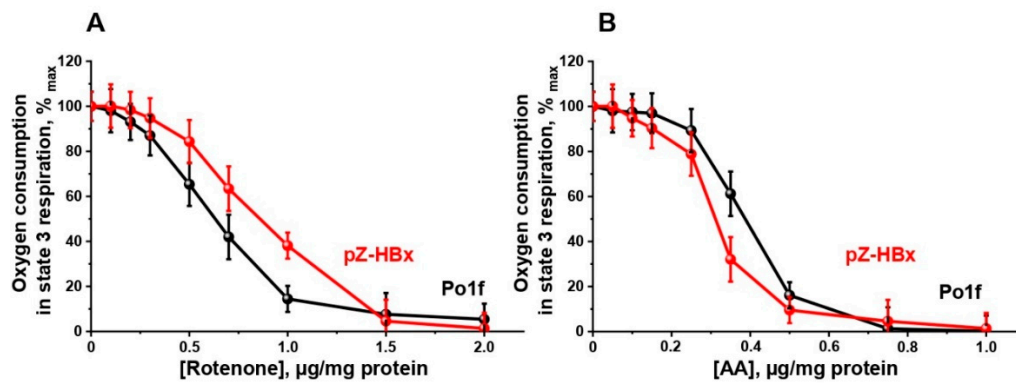 A
Oxygen consumption
in state 3 respiration, % max
120
100
80
60
40
20
0
pZ-HBx
Po1f
0 0.5 1.0 1.5 2.0
[Rotenone], µg/mg protein
B
Oxygen consumption
in state 3 respiration, % max
120
100
80
60
40
20
0
pZ-HBx
Po1f
0 0.2 0.4 0.6 0.8 1.0
[AA], µg/mg protein